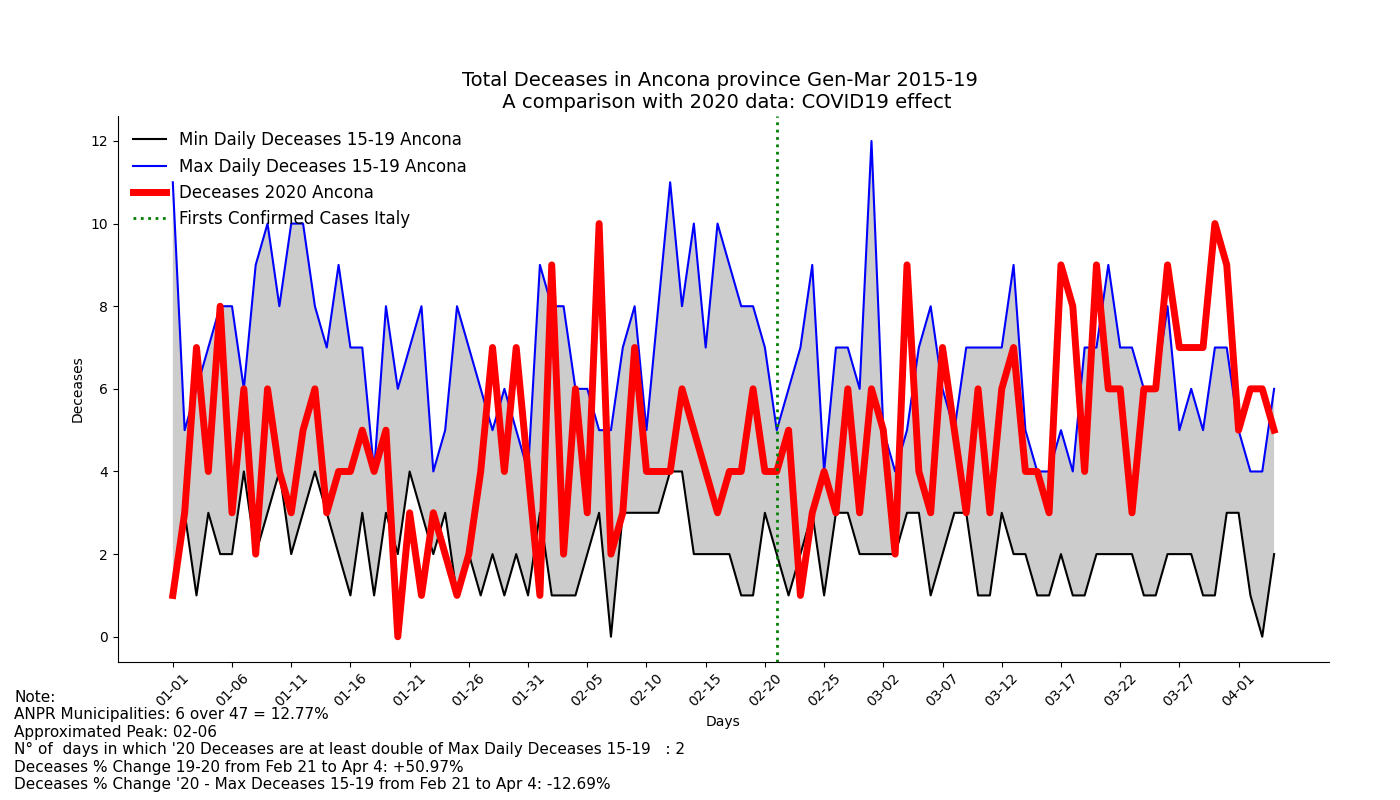 Total Deceases in Ancona province Gen-Mar 2015-19
A comparison with 2020 data: COVID19 effect
12
10
8
6
4
2
0
Deceases
Min Daily Deceases 15-19 Ancona
Max Daily Deceases 15-19 Ancona
Deceases 2020 Ancona
Firsts Confirmed Cases Italy
01-01
01-06
01-11
01-16
01-21
01-26
01-31
02-05
02-10
02-15
02-20
02-25
03-02
03-07
03-12
03-17
03-22
03-27
04-01
Days
Note:
ANPR Municipalities: 6 over 47 = 12.77%
Approximated Peak: 02-06
N° of  days in which '20 Deceases are at least double of Max Daily Deceases 15-19   : 2
Deceases % Change 19-20 from Feb 21 to Apr 4: +50.97%
Deceases % Change '20 - Max Deceases 15-19 from Feb 21 to Apr 4: -12.69%